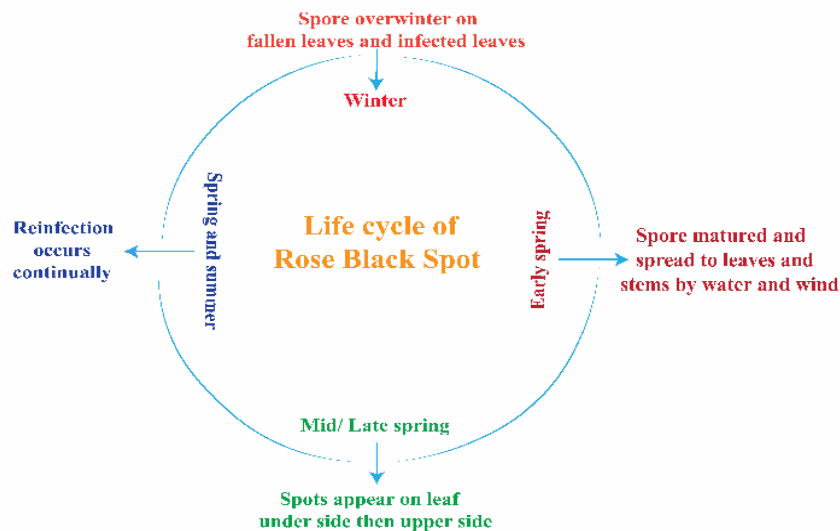 Spore overwinter on
fallen leaves and infected leaves
Winter
Life cycle of
Rose Black Spot
Early spring
Spore matured and
spread to leaves and
stems by water and wind
Mid/ Late spring
Spots appear on leaf
under side then upper side
Spring and summer
Reinfection
occurs
continually